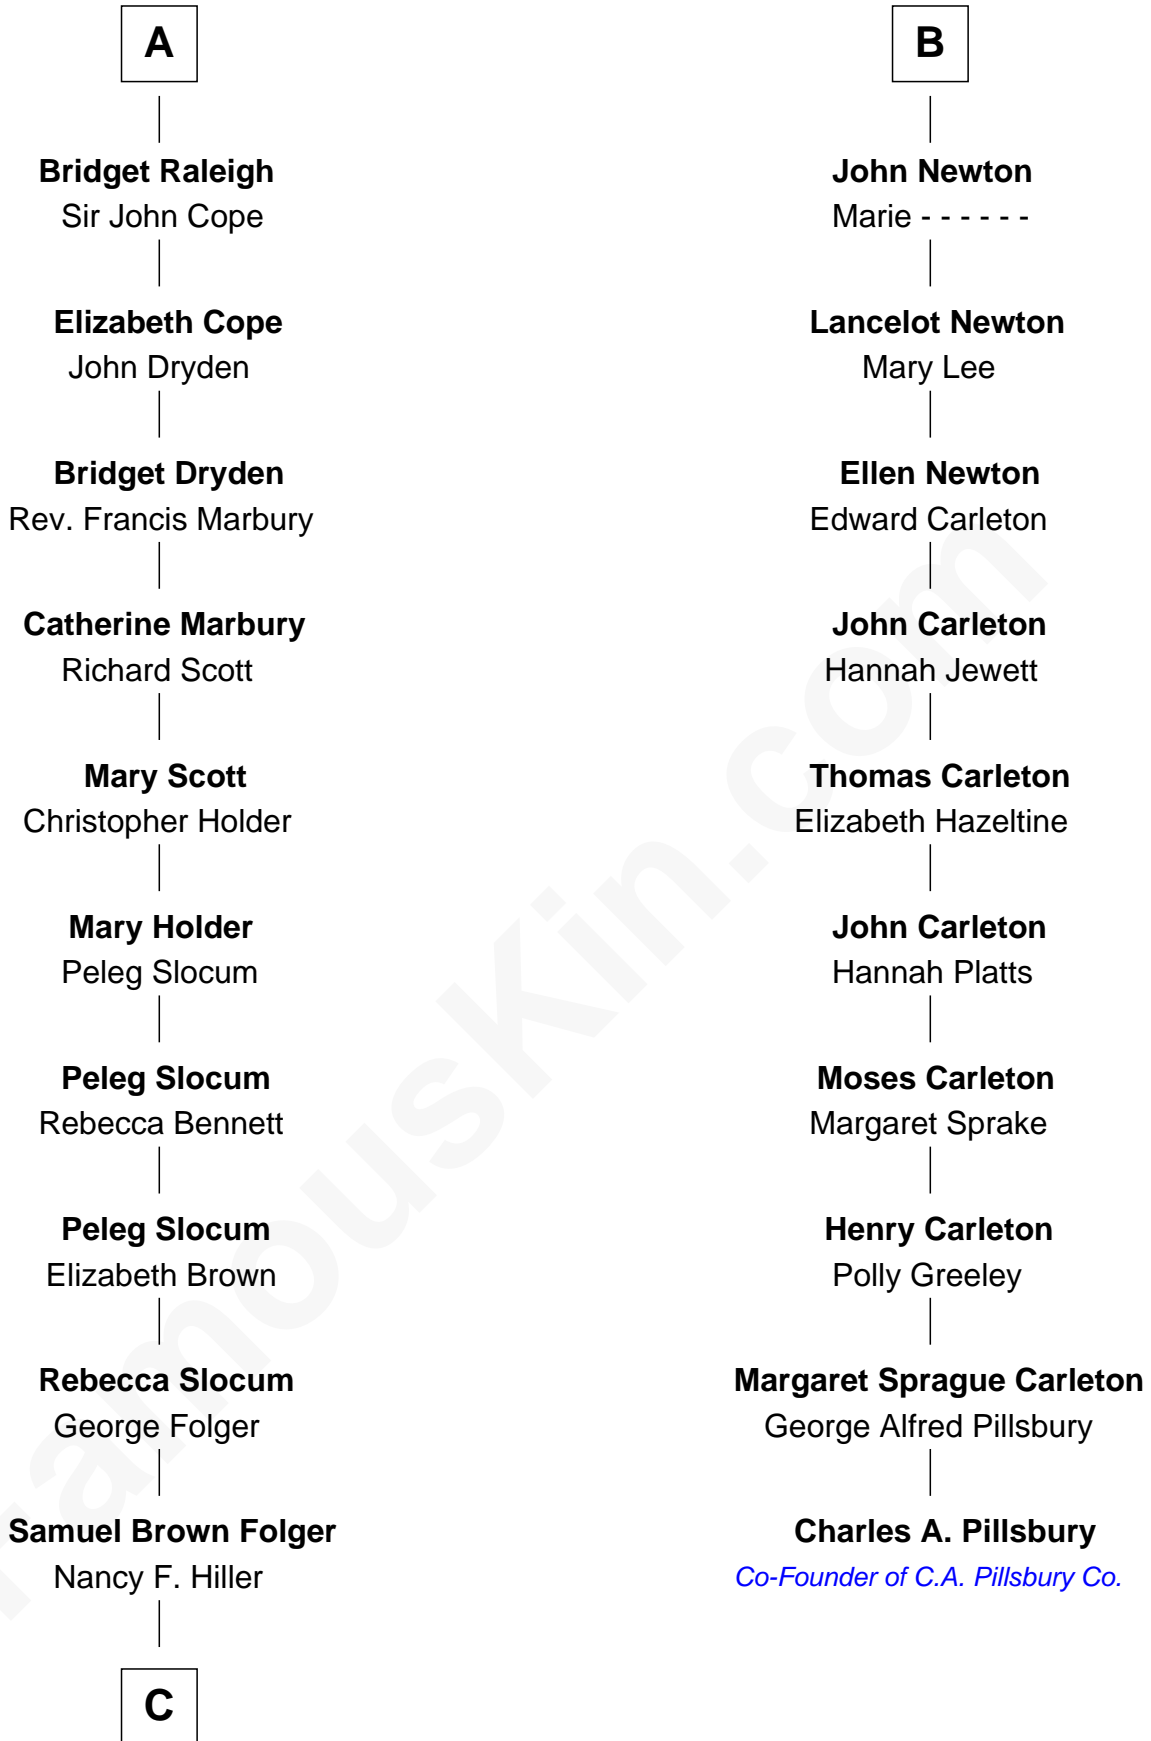 A
Bridget Raleigh
Sir John Cope
Elizabeth Cope
John Dryden
Bridget Dryden
Rev. Francis Marbury
Catherine Marbury
Richard Scott
Mary Scott
Christopher Holder
Mary Holder
Peleg Slocum
Peleg Slocum
Rebecca Bennett
Peleg Slocum
Elizabeth Brown
Rebecca Slocum
George Folger
Samuel Brown Folger
Nancy F. Hiller
C
B
John Newton
Marie - - - - - -
Lancelot Newton
Mary Lee
Ellen Newton
Edward Carleton
John Carleton
Hannah Jewett
Thomas Carleton
Elizabeth Hazeltine
John Carleton
Hannah Platts
Moses Carleton
Margaret Sprake
Henry Carleton
Polly Greeley
Margaret Sprague Carleton
George Alfred Pillsbury
Charles A. Pillsbury
Co-Founder of C.A. Pillsbury Co.
FamousKin.com